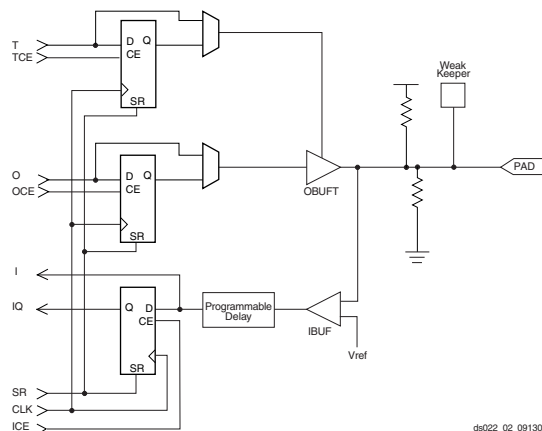 T
TCE
D Q
CE
SR
Weak
Keeper
O
OCE
D Q
CE
SR
OBUFT
PAD
I
IQ
Q D
CE
SR
Programmable
Delay
IBUF
Vref
SR
CLK
ICE
ds022_02_09130